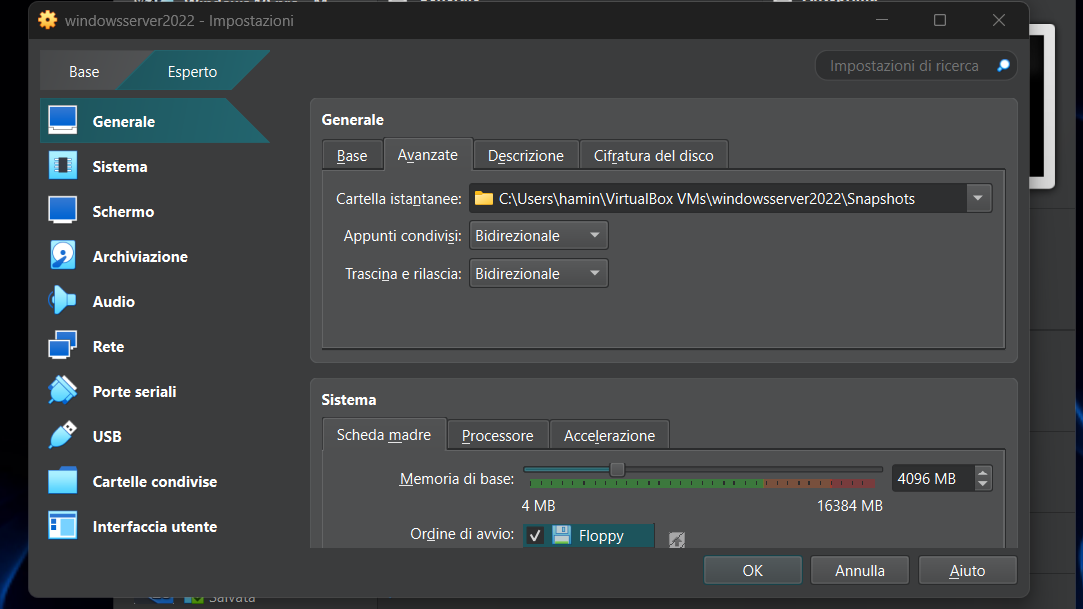 windowsserver2022 - Impostazioni
Base
Esperto
Impostazioni di ricerca
Generale
Sistema
Schermo
Archiviazione
Audio
Rete
Porte seriali
USB
Cartelle condivise
Interfaccia utente
Generale
Base
Avanzate
Descrizione
Cifratura del disco
Cartella istantanee: C:\Users\hamin\VirtualBox VMs\windowsserver2022\Snapshots
Appunti condivisi: Bidirezionale
Trascina e rilascia: Bidirezionale
Sistema
Scheda madre
Processore
Accelerazione
Memoria di base: 4096 MB
4 MB 16384 MB
Ordine di avvio: Floppy
OK
Annulla
Aiuto
Salvata